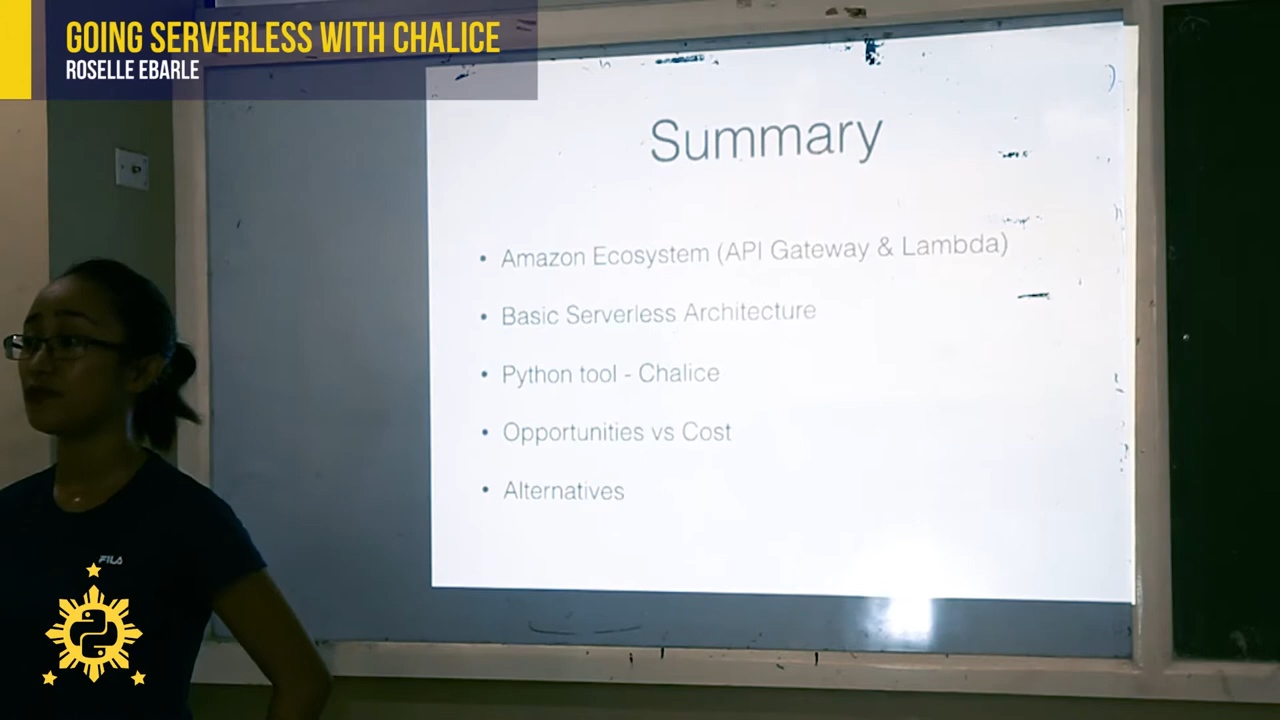 GOING SERVERLESS WITH CHALICE
ROSELLE EBARLE
Summary
• Amazon Ecosystem (API Gateway & Lambda)
• Basic Serverless Architecture
• Python tool - Chalice
• Opportunities vs Cost
• Alternatives
FILA